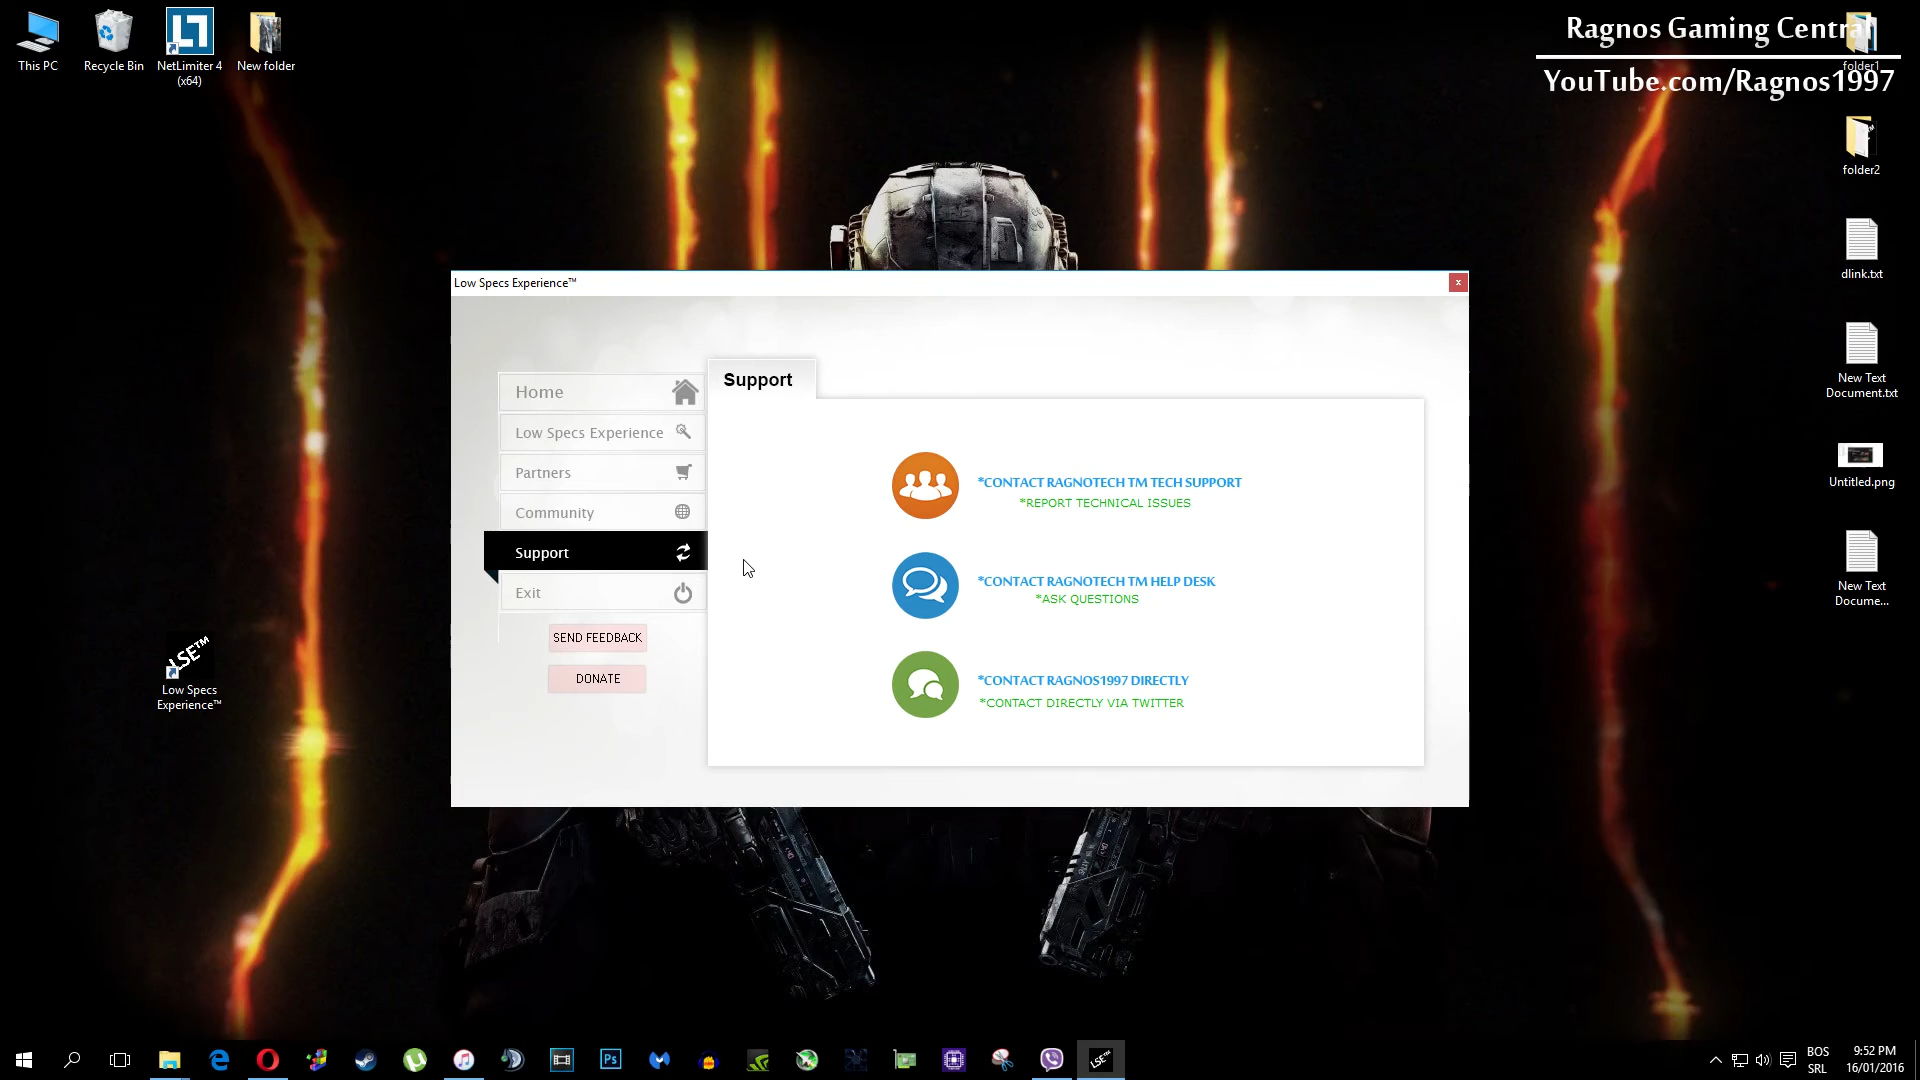 This PC
Recycle Bin
NetLimiter 4
(x64)
New folder
Ragnos Gaming Central
YouTube.com/Ragnos1997
folder1
folder2
dlink.txt
New Text
Document.txt
Untitled.png
New Text
Docume...
LSE™
Low Specs
Experience™
Low Specs Experience™
x
Home
Low Specs Experience
Partners
Community
Support
Exit
SEND FEEDBACK
DONATE
Support
*CONTACT RAGNOTECH TM TECH SUPPORT
*REPORT TECHNICAL ISSUES
*CONTACT RAGNOTECH TM HELP DESK
*ASK QUESTIONS
*CONTACT RAGNOS1997 DIRECTLY
*CONTACT DIRECTLY VIA TWITTER
Ps
LSE™
BOS
SRL
9:52 PM
16/01/2016